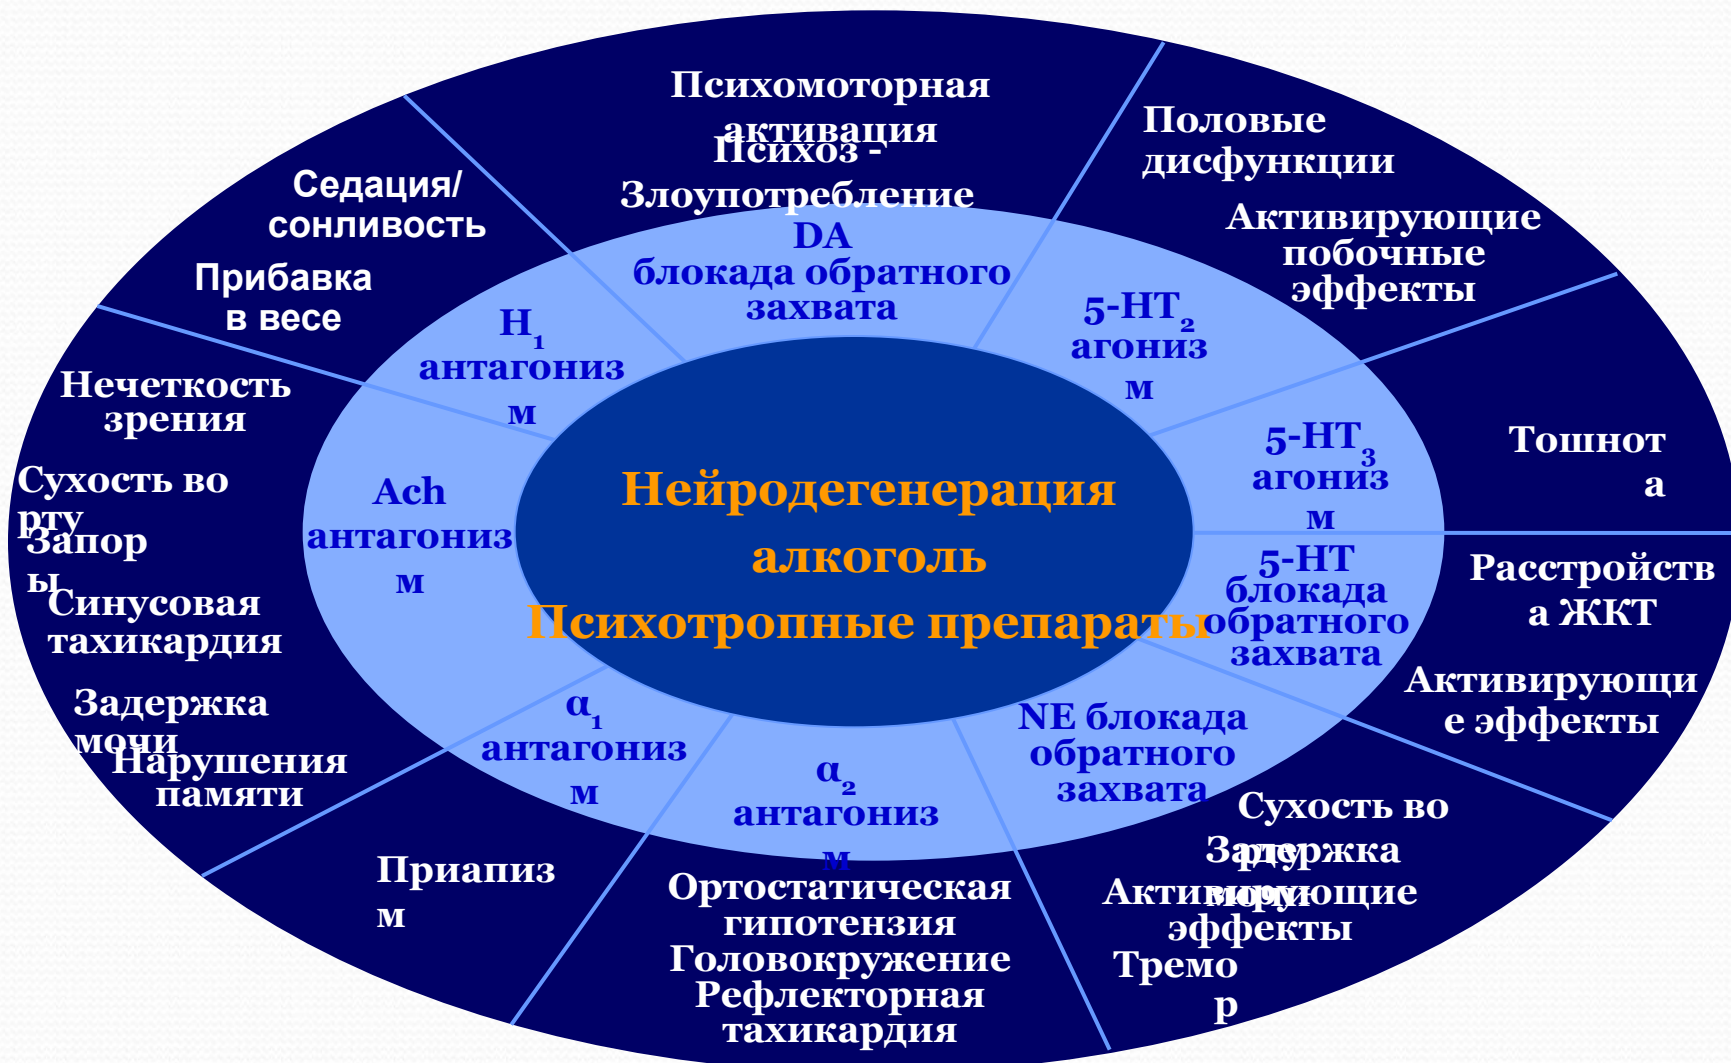 Психомоторная
активация
Психоз -
Злоупотребление
DA
блокада обратного
захвата
Половые
дисфункции
Активирующие
побочные
эффекты
5-HT2
агониз
м
Тошнот
а
5-HT3
агониз
м
Расстройств
а ЖКТ
Активирующи
е эффекты
5-HT
блокада
обратного
захвата
Сухость во
рту
Задержка
мочи
Активирующие
эффекты
Тремо
р
NE блокада
обратного
захвата
α2
антагониз
м
Ортостатическая
гипотензия
Головокружение
Рефлекторная
тахикардия
α1
антагониз
м
Приапиз
м
Ach
антагониз
м
Нечеткость
зрения
Сухость во
рту
Запор
ы
Синусовая
тахикардия
Задержка
мочи
Нарушения
памяти
H1
антагониз
м
Седация/
сонливость
Прибавка
в весе
Нейродегенерация
алкоголь
Психотропные препараты